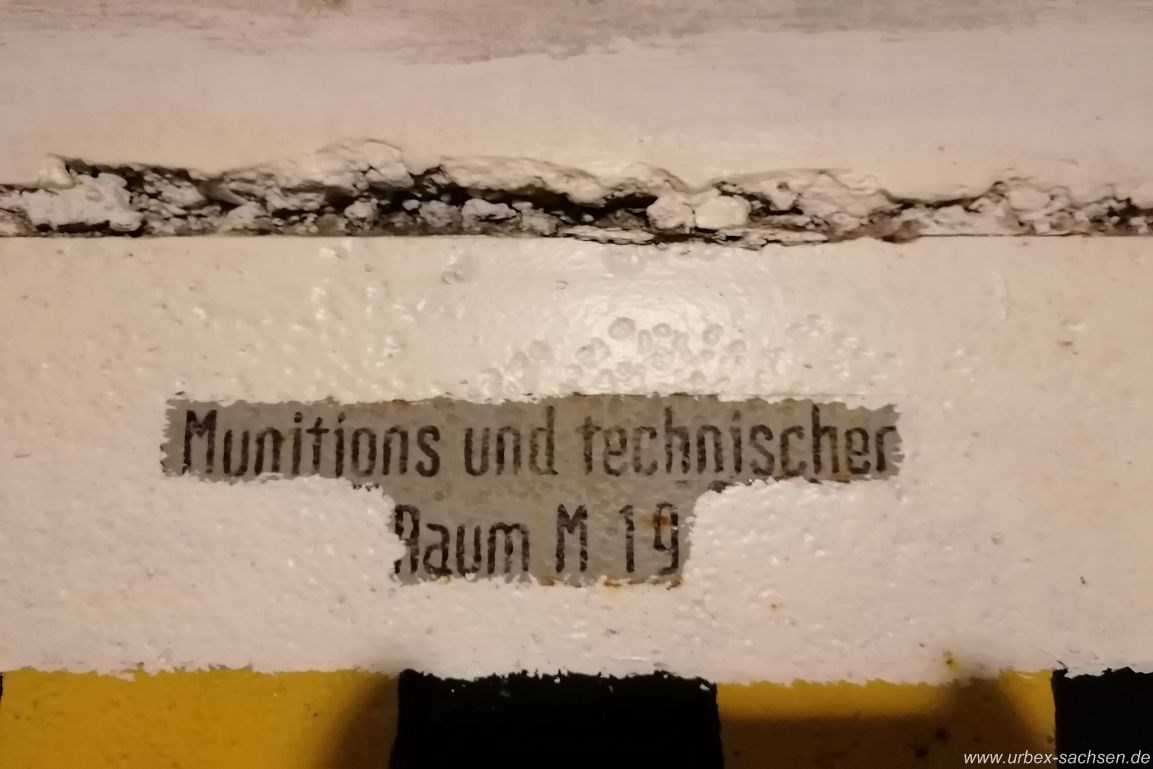 Munitions und technischer
Raum M 19
www.urbex-sachsen.de